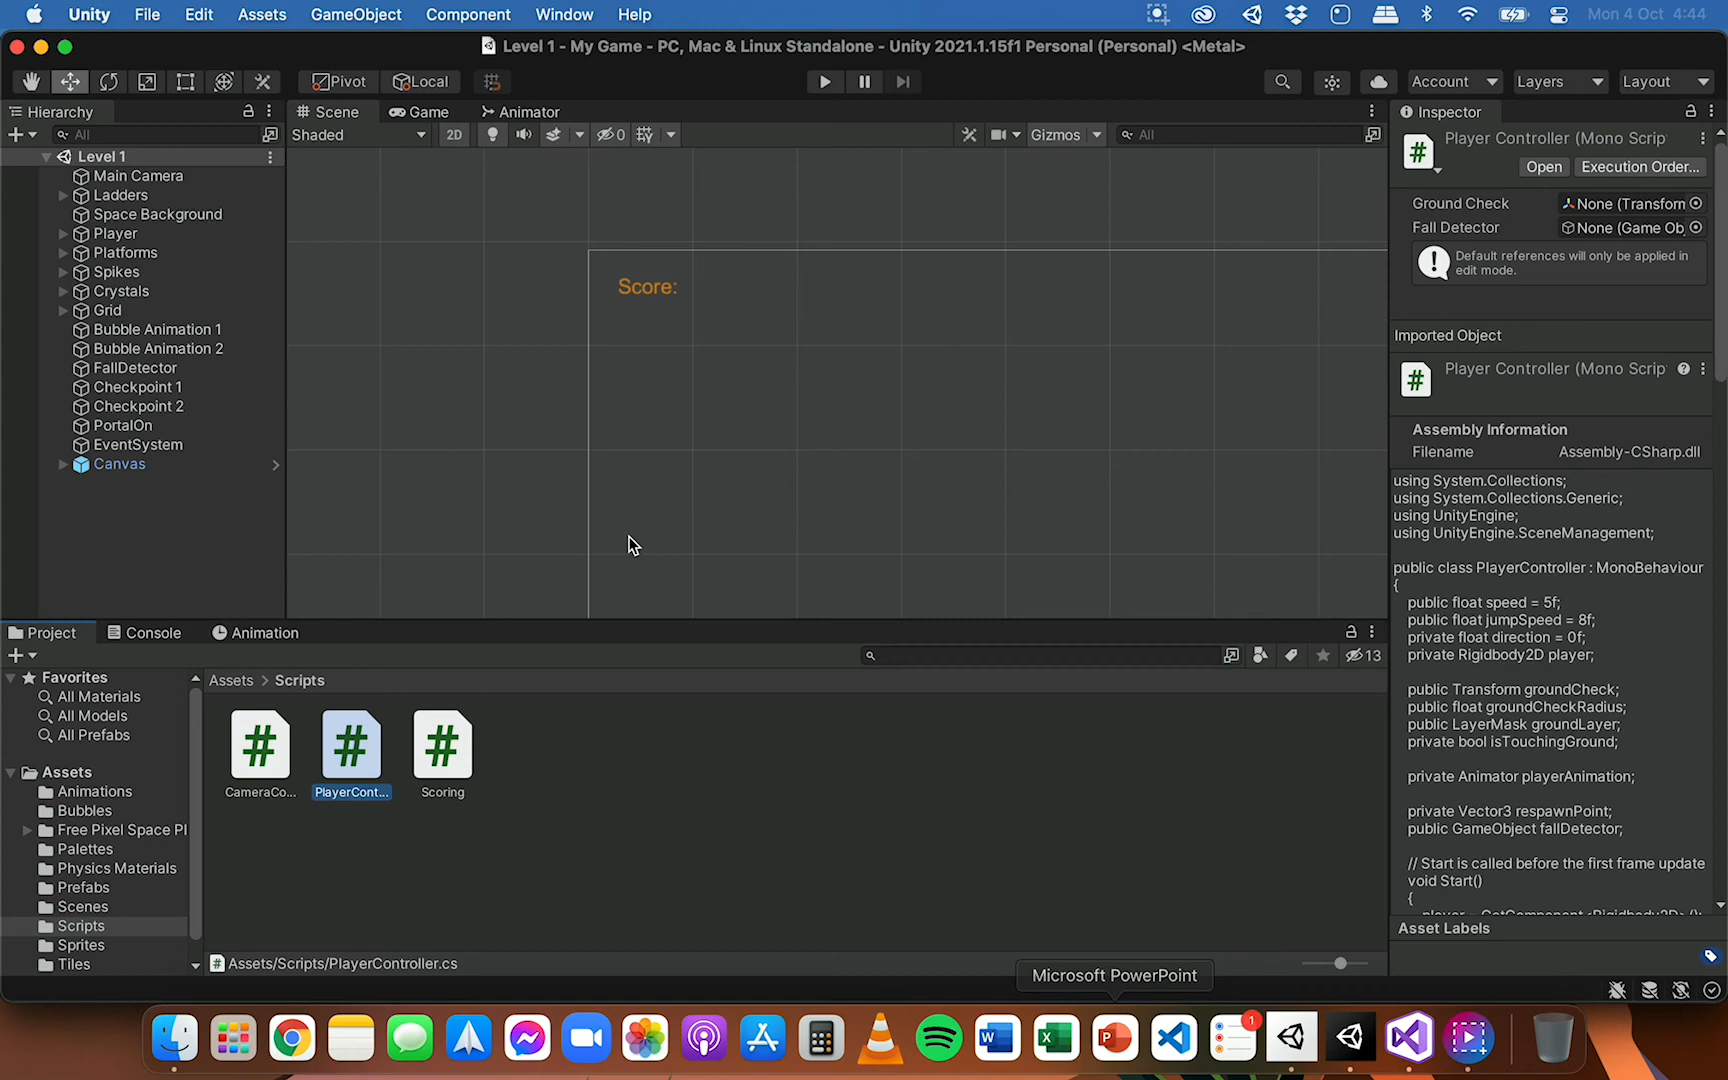 Unity File Edit Assets GameObject Component Window Help Mon 4 Oct 4:44
Level 1 - My Game - PC, Mac & Linux Standalone - Unity 2021.1.15f1 Personal (Personal) <Metal>
Pivot Local Account Layers Layout
Hierarchy Scene Game Animator Inspector
All Shaded 2D 0 Gizmos All
Player Controller (Mono Scrip
Open Execution Order...
Ground Check None (Transform
Fall Detector None (Game Ob
Default references will only be applied in
edit mode.
Level 1
Main Camera
Ladders
Space Background
Player
Platforms
Spikes
Crystals
Grid
Bubble Animation 1
Bubble Animation 2
FallDetector
Checkpoint 1
Checkpoint 2
PortalOn
EventSystem
Canvas
Score:
Imported Object
Player Controller (Mono Scrip
Assembly Information
Filename Assembly-CSharp.dll
using System.Collections;
using System.Collections.Generic;
using UnityEngine;
using UnityEngine.SceneManagement;
public class PlayerController : MonoBehaviour
{
public float speed = 5f;
public float jumpSpeed = 8f;
private float direction = 0f;
private Rigidbody2D player;
public Transform groundCheck;
public float groundCheckRadius;
public LayerMask groundLayer;
private bool isTouchingGround;
private Animator playerAnimation;
private Vector3 respawnPoint;
public GameObject fallDetector;
// Start is called before the first frame update
void Start()
{
player = GetComponent<Rigidbody2D>();
Asset Labels
Project Console Animation
13
Favorites
All Materials
All Models
All Prefabs
Assets
Animations
Bubbles
Free Pixel Space Pl
Palettes
Physics Materials
Prefabs
Scenes
Scripts
Sprites
Tiles
Assets > Scripts
CameraCo... PlayerCont... Scoring
Assets/Scripts/PlayerController.cs
Microsoft PowerPoint
1